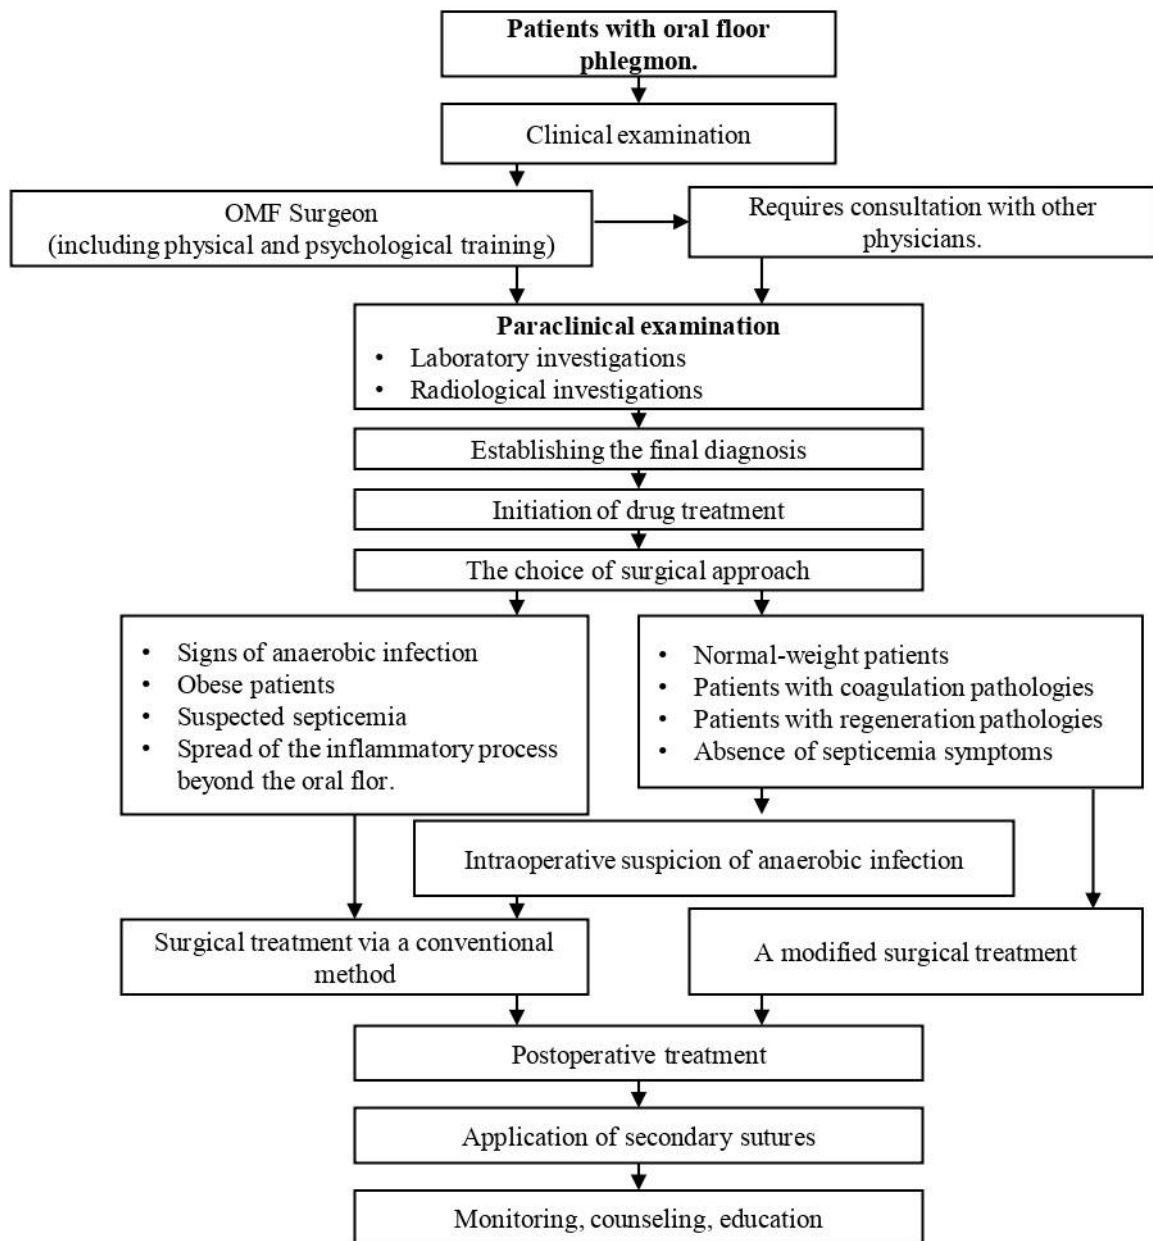 Patients with oral floor
phlegmon.
Clinical examination
OMF Surgeon
(including physical and psychological training)
Requires consultation with other
physicians.
Paraclinical examination
• Laboratory investigations
• Radiological investigations
Establishing the final diagnosis
Initiation of drug treatment
The choice of surgical approach
• Signs of anaerobic infection
• Obese patients
• Suspected septicemia
• Spread of the inflammatory process
beyond the oral flor.
• Normal-weight patients
• Patients with coagulation pathologies
• Patients with regeneration pathologies
• Absence of septicemia symptoms
Intraoperative suspicion of anaerobic infection
Surgical treatment via a conventional
method
A modified surgical treatment
Postoperative treatment
Application of secondary sutures
Monitoring, counseling, education